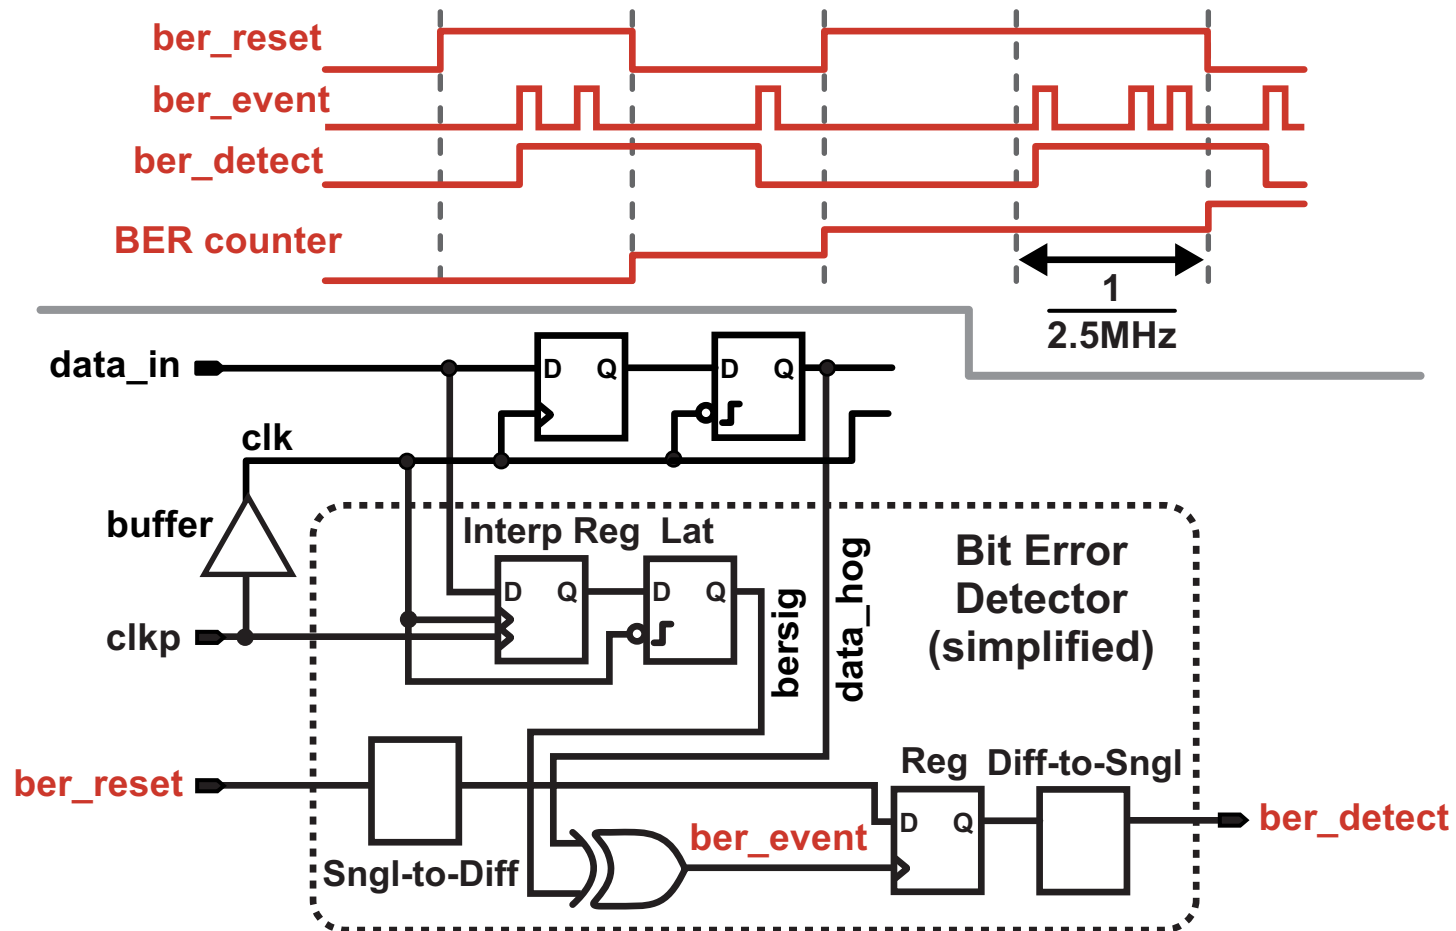 ber_reset
ber_event
ber_detect
BER counter
1
2.5MHz
data_in
D Q
D Q
clk
buffer
Interp Reg Lat
Bit Error
Detector
(simplified)
D Q
D Q
clkp
bersig
data_hog
ber_reset
Reg Diff-to-Sngl
D Q
ber_detect
ber_event
Sngl-to-Diff